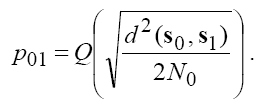 p₀₁ = Q(√(d²(s₀, s₁) / 2N₀)).